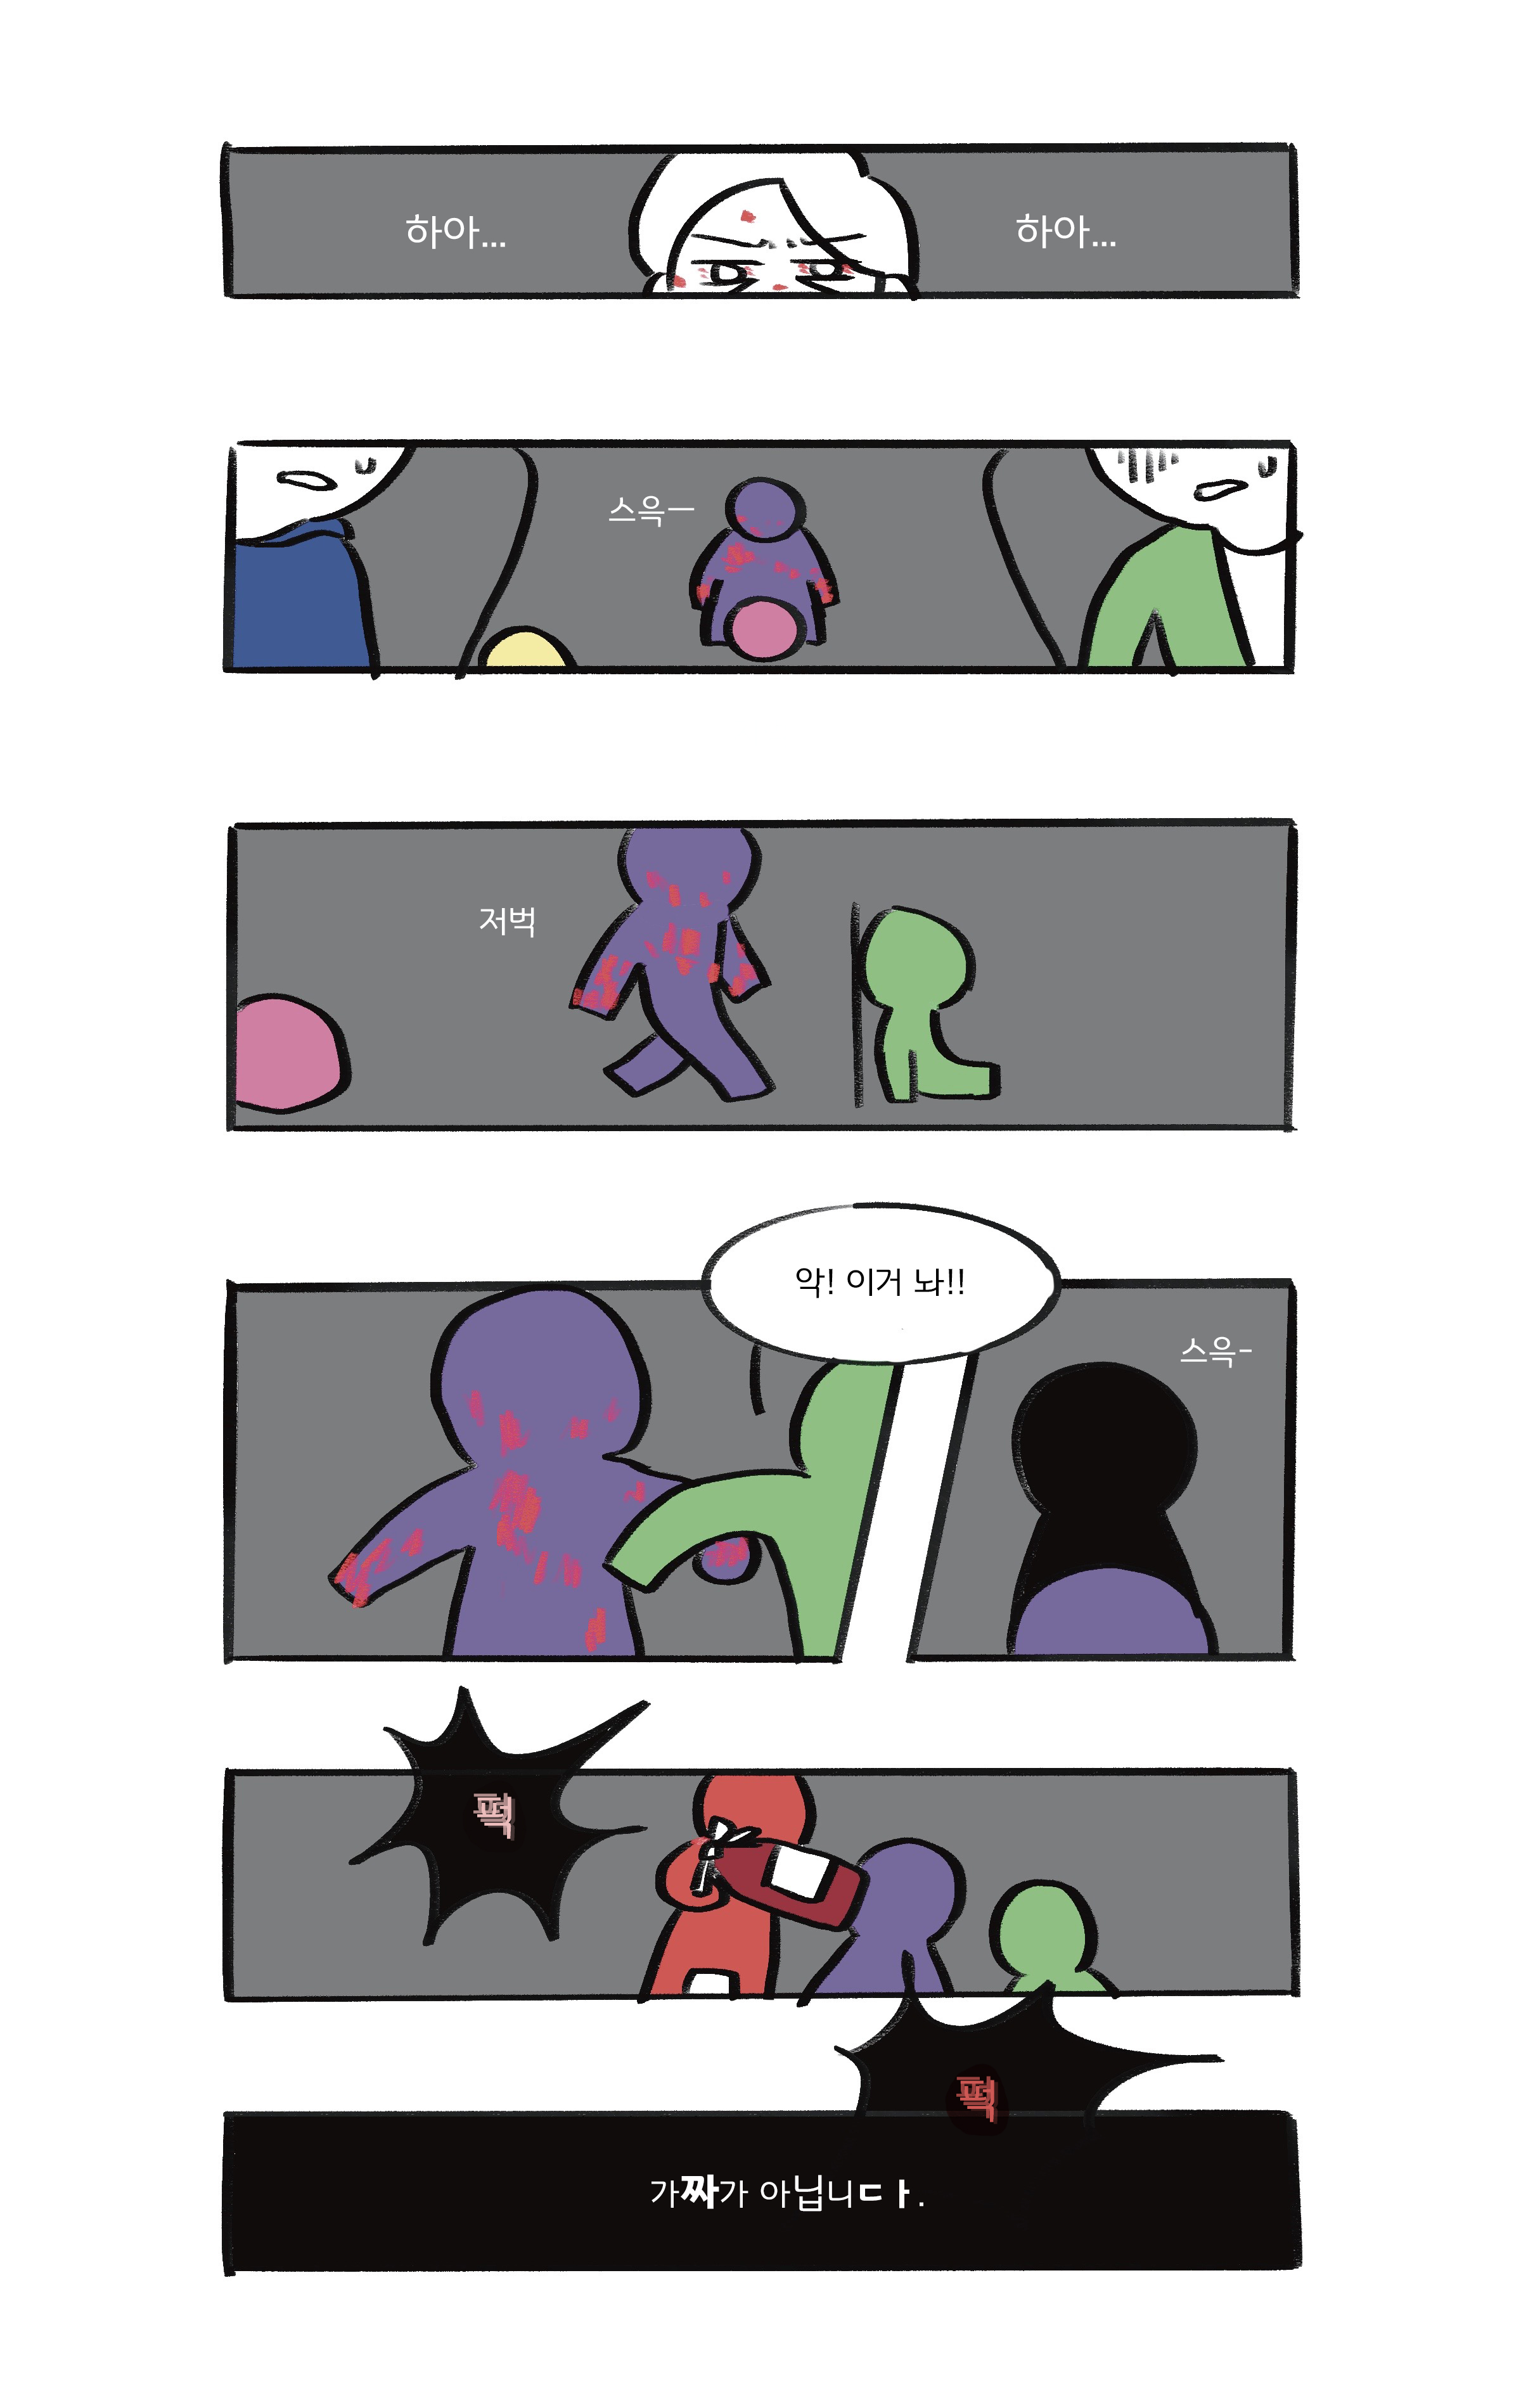 하아...
하아...
스윽ㅡ
저벅
악! 이거 놔!!
스윽-
퍽
퍽
가짜가 아닙니다.